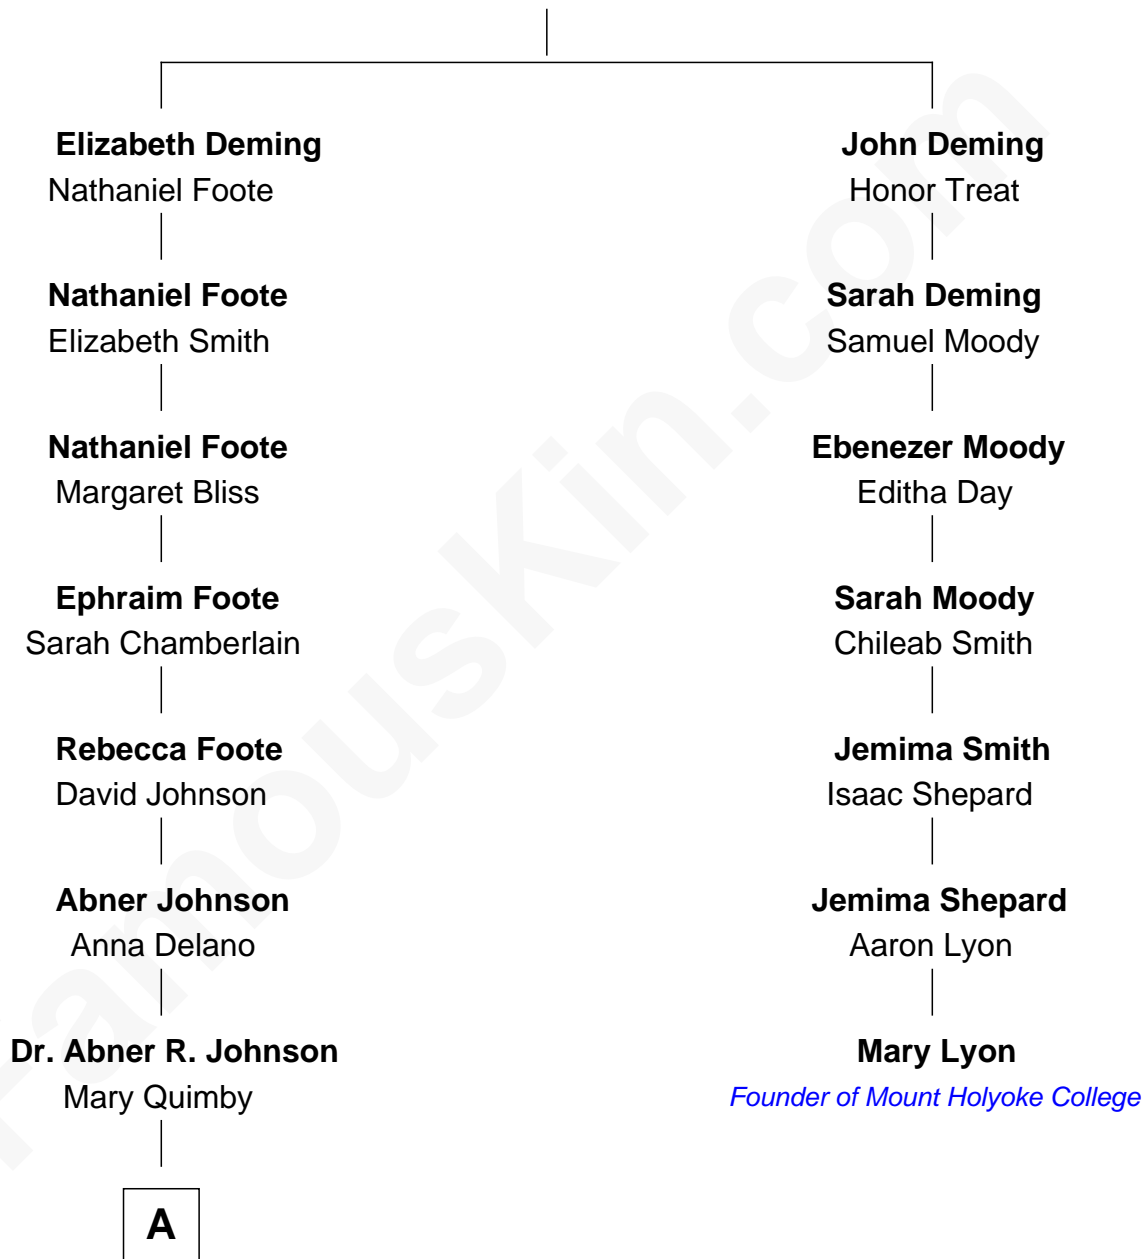 Elizabeth Deming
Nathaniel Foote
John Deming
Honor Treat
Nathaniel Foote
Elizabeth Smith
Sarah Deming
Samuel Moody
Nathaniel Foote
Margaret Bliss
Ebenezer Moody
Editha Day
Ephraim Foote
Sarah Chamberlain
Sarah Moody
Chileab Smith
Rebecca Foote
David Johnson
Jemima Smith
Isaac Shepard
Abner Johnson
Anna Delano
Jemima Shepard
Aaron Lyon
Dr. Abner R. Johnson
Mary Quimby
Mary Lyon
Founder of Mount Holyoke College
A
FamousKin.com